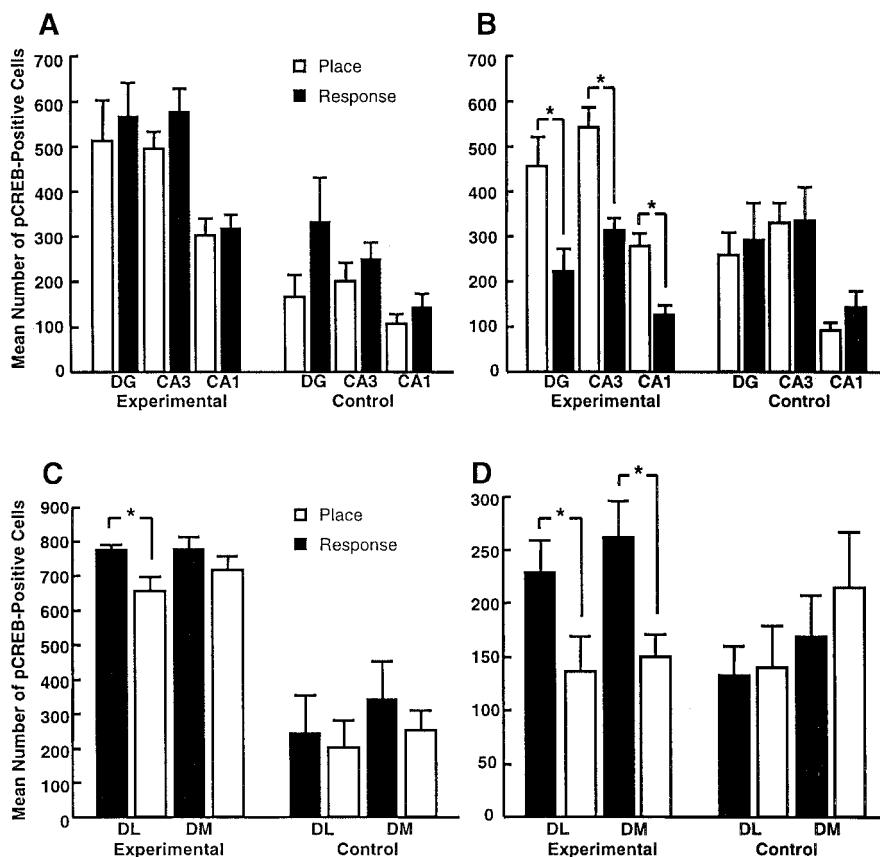 A
Mean Number of pCREB-Positive Cells
700
600
500
400
300
200
100
0
Place
Response
DG CA3 CA1 DG CA3 CA1
Experimental Control
B
700
600
500
400
300
200
100
0
*
*
*
DG CA3 CA1 DG CA3 CA1
Experimental Control
C
Mean Number of pCREB-Positive Cells
900
800
700
600
500
400
300
200
100
0
*
Place
Response
DL DM DL DM
Experimental Control
D
300
250
200
150
100
50
0
*
*
DL DM DL DM
Experimental Control